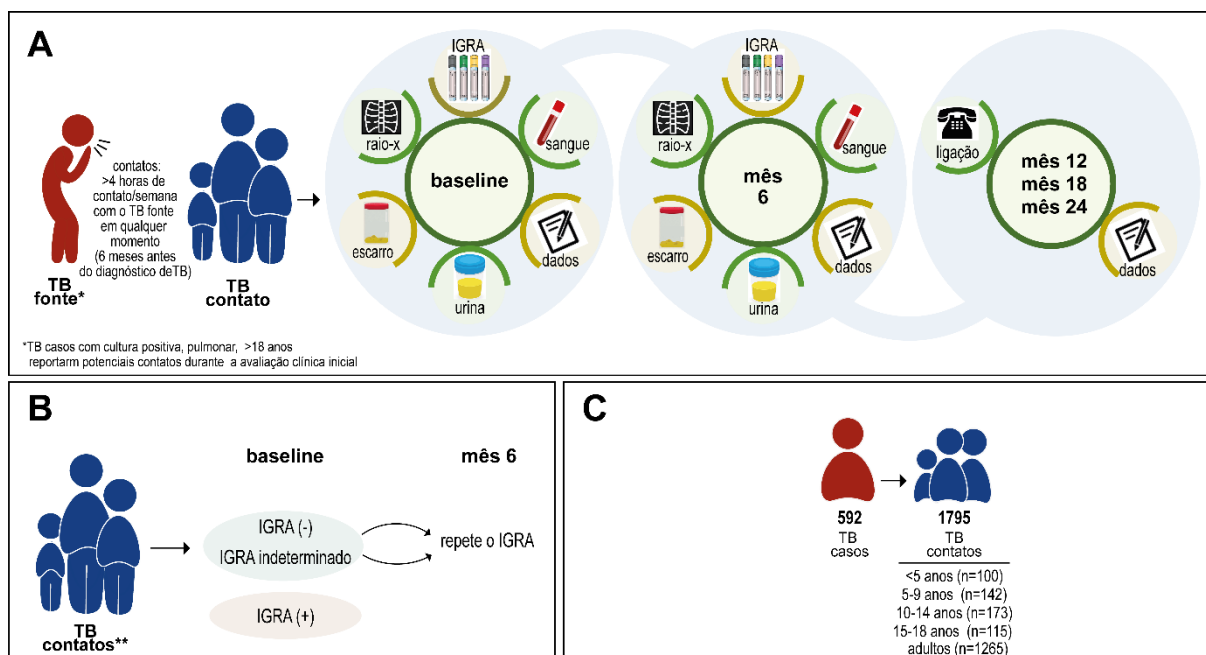 A
contatos:
>4 horas de
contato/semana
com o TB fonte
em qualquer
momento
(6 meses antes
do diagnóstico deTB)
TB
fonte*
TB
contato
IGRA
raio-x
sangue
baseline
escarro
dados
urina
IGRA
raio-x
sangue
mês
6
escarro
dados
urina
ligação
mês 12
mês 18
mês 24
dados
*TB casos com cultura positiva, pulmonar, >18 anos
reportarm potenciais contatos durante a avaliação clínica inicial
B
baseline
mês 6
IGRA (-)
IGRA indeterminado
repete o IGRA
IGRA (+)
TB
contatos**
C
592
TB
casos
1795
TB
contatos
<5 anos (n=100)
5-9 anos (n=142)
10-14 anos (n=173)
15-18 anos (n=115)
adultos (n=1265)